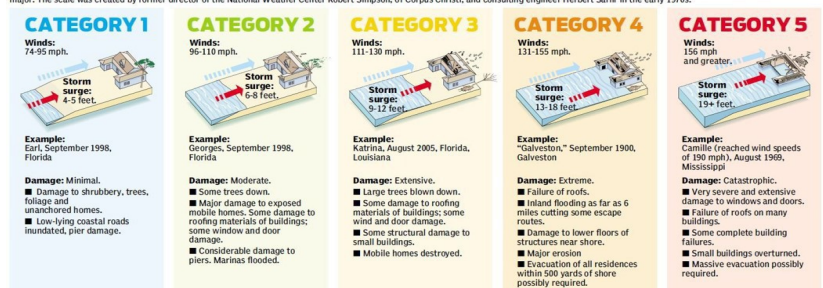 major. The scale was created by former director of the National Weather Center Robert Simpson, of Corpus Christi, and consulting engineer Herbert Saffir in the early 1970s.
CATEGORY 1
Winds:
74-95 mph.
Storm
surge:
4-5 feet.
Example:
Earl, September 1998,
Florida
Damage: Minimal.
■ Damage to shrubbery, trees,
foliage and
unanchored homes.
■ Low-lying coastal roads
inundated, pier damage.
CATEGORY 2
Winds:
96-110 mph.
Storm
surge:
6-8 feet.
Example:
Georges, September 1998,
Florida
Damage: Moderate.
■ Some trees down.
■ Major damage to exposed
mobile homes. Some damage to
roofing materials of buildings;
some window and door
damage.
■ Considerable damage to
piers. Marinas flooded.
CATEGORY 3
Winds:
111-130 mph.
Storm
surge:
9-12 feet.
Example:
Katrina, August 2005, Florida,
Louisiana
Damage: Extensive.
■ Large trees blown down.
■ Some damage to roofing
materials of buildings; some
wind and door damage.
■ Some structural damage to
small buildings.
■ Mobile homes destroyed.
CATEGORY 4
Winds:
131-155 mph.
Storm
surge:
13-18 feet.
Example:
"Galveston," September 1900,
Galveston
Damage: Extreme.
■ Failure of roofs.
■ Inland flooding as far as 6
miles cutting some escape
routes.
■ Damage to lower floors of
structures near shore.
■ Major erosion
■ Evacuation of all residences
within 500 yards of shore
possibly required.
CATEGORY 5
Winds:
156 mph
and greater.
Storm
surge:
19+ feet.
Example:
Camille (reached wind speeds
of 190 mph), August 1969,
Mississippi
Damage: Catastrophic.
■ Very severe and extensive
damage to windows and doors.
■ Failure of roofs on many
buildings.
■ Some complete building
failures.
■ Small buildings overturned.
■ Massive evacuation possibly
required.